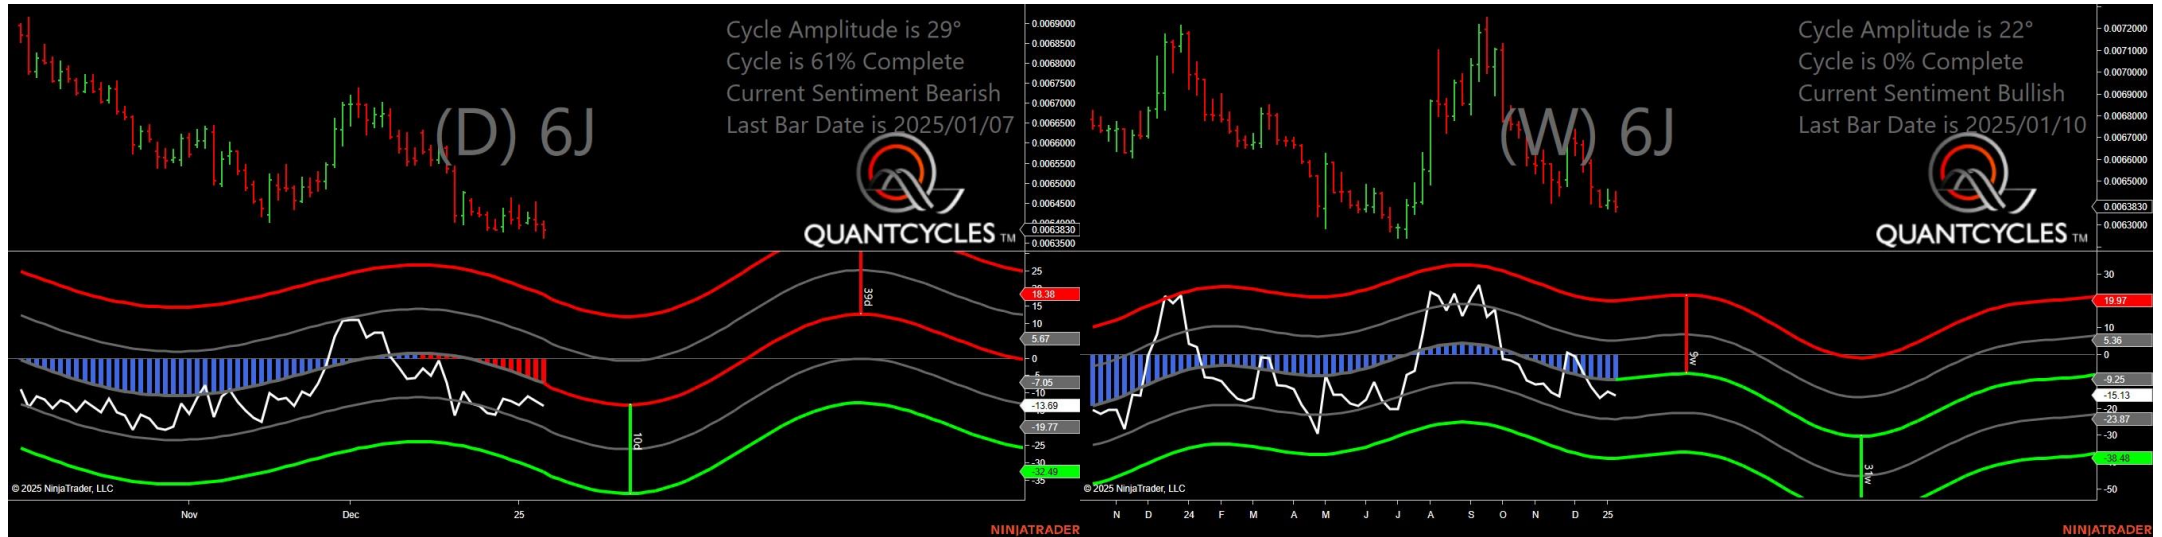 Cycle Amplitude is 29°
Cycle is 61% Complete
Current Sentiment Bearish
Last Bar Date is 2025/01/07
(D) 6J
QUANTCYCLES TM
0.0069000
0.0068500
0.0068000
0.0067500
0.0067000
0.0066500
0.0066000
0.0065500
0.0065000
0.0064500
0.0063830
0.0063500
25
18.38
10
5.67
0
-5
-7.05
-10
-13.69
-19.77
-25
-30
-32.49
-35
39d
10d
© 2025 NinjaTrader, LLC
Nov
Dec
25
NINJATRADER
Cycle Amplitude is 22°
Cycle is 0% Complete
Current Sentiment Bullish
Last Bar Date is 2025/01/10
(W) 6J
QUANTCYCLES TM
0.0072000
0.0071000
0.0070000
0.0069000
0.0068000
0.0067000
0.0066000
0.0065000
0.0063830
0.0063000
30
19.97
10
5.36
0
-9.25
-15.13
-20
-23.87
-30
-38.48
-50
9w
31w
© 2025 NinjaTrader, LLC
N D 24 F M A M J J A S O N D 25
NINJATRADER